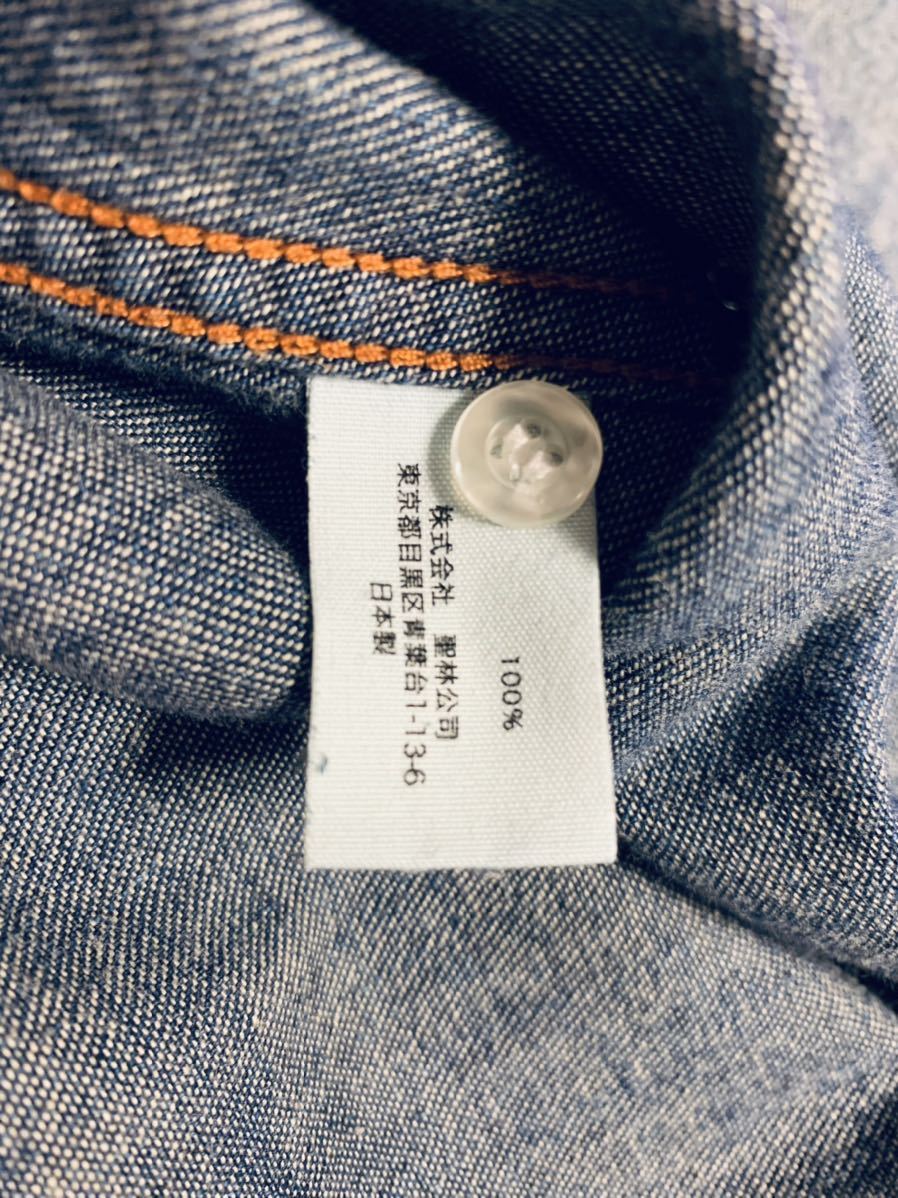 100%
株式会社 聖林公司
東京都目黒区青葉台1-13-6
日本製